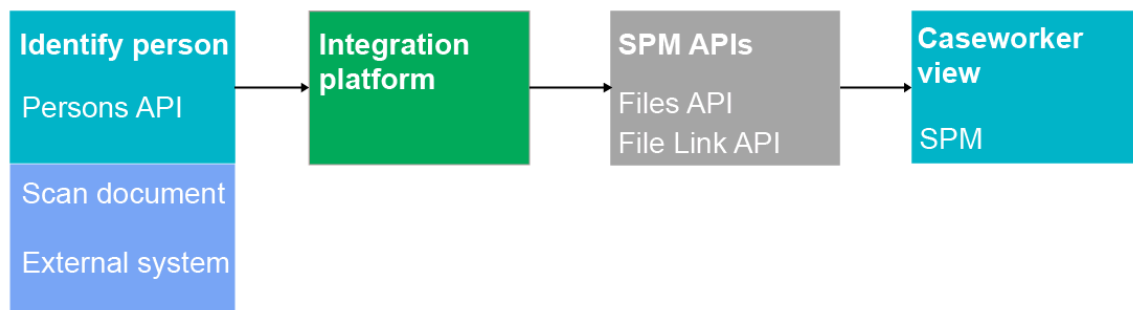 Identify person
Persons API
Scan document
External system
Integration
platform
SPM APIs
Files API
File Link API
Caseworker
view
SPM